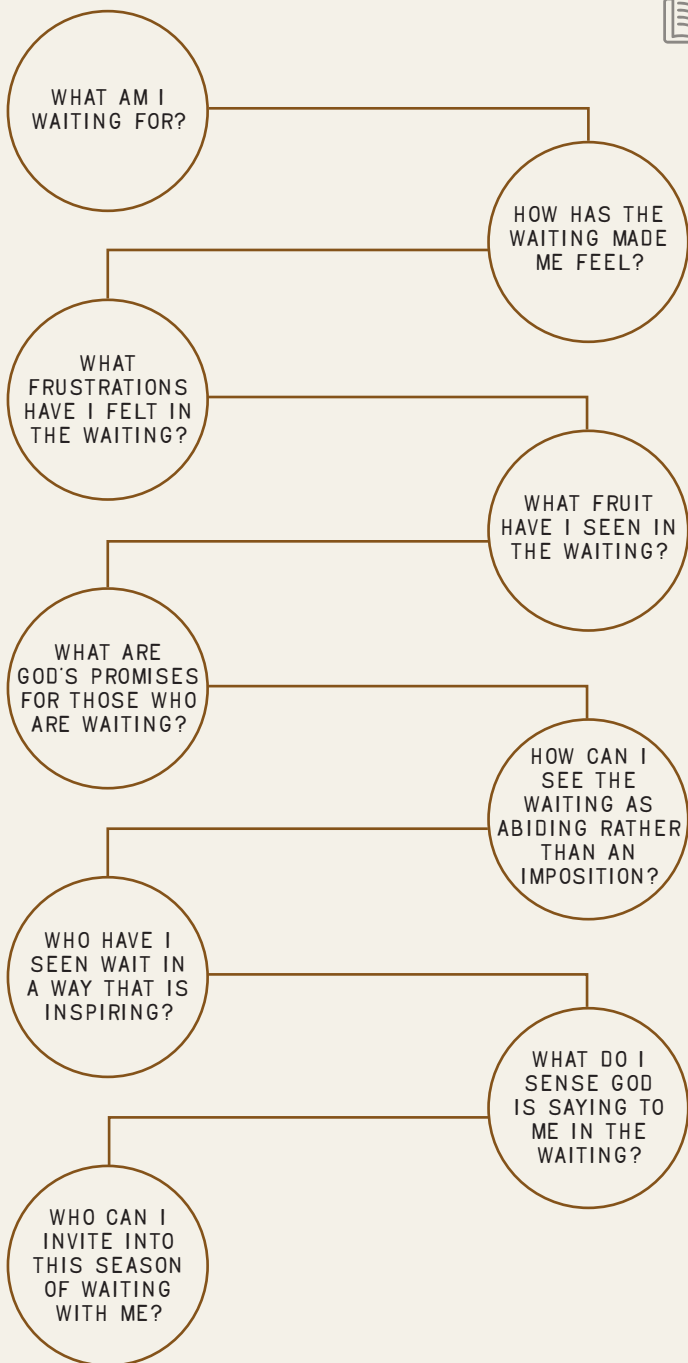 WHAT AM I
WAITING FOR?
HOW HAS THE
WAITING MADE
ME FEEL?
WHAT
FRUSTRATIONS
HAVE I FELT IN
THE WAITING?
WHAT FRUIT
HAVE I SEEN IN
THE WAITING?
WHAT ARE
GOD'S PROMISES
FOR THOSE WHO
ARE WAITING?
HOW CAN I
SEE THE
WAITING AS
ABIDING RATHER
THAN AN
IMPOSITION?
WHO HAVE I
SEEN WAIT IN
A WAY THAT IS
INSPIRING?
WHAT DO I
SENSE GOD
IS SAYING TO
ME IN THE
WAITING?
WHO CAN I
INVITE INTO
THIS SEASON
OF WAITING
WITH ME?